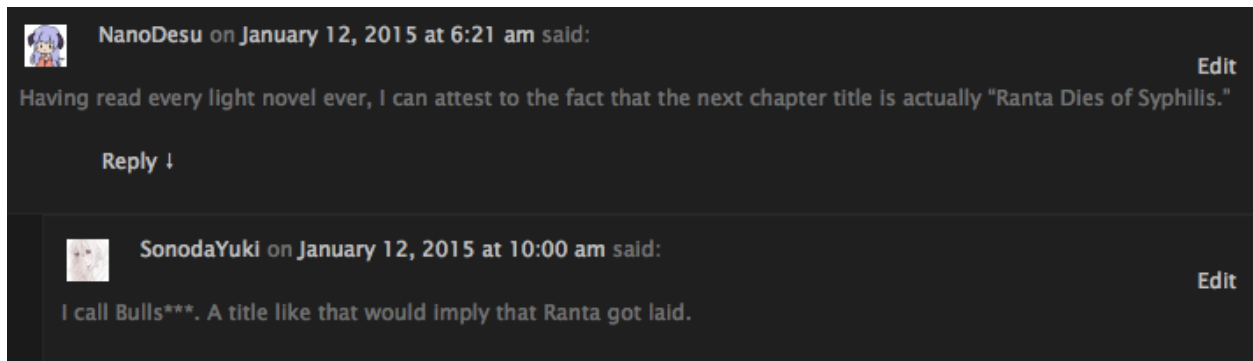 NanoDesu on January 12, 2015 at 6:21 am said:
Edit
Having read every light novel ever, I can attest to the fact that the next chapter title is actually “Ranta Dies of Syphilis.”
Reply ↓
SonodaYuki on January 12, 2015 at 10:00 am said:
Edit
I call Bulls***. A title like that would imply that Ranta got laid.